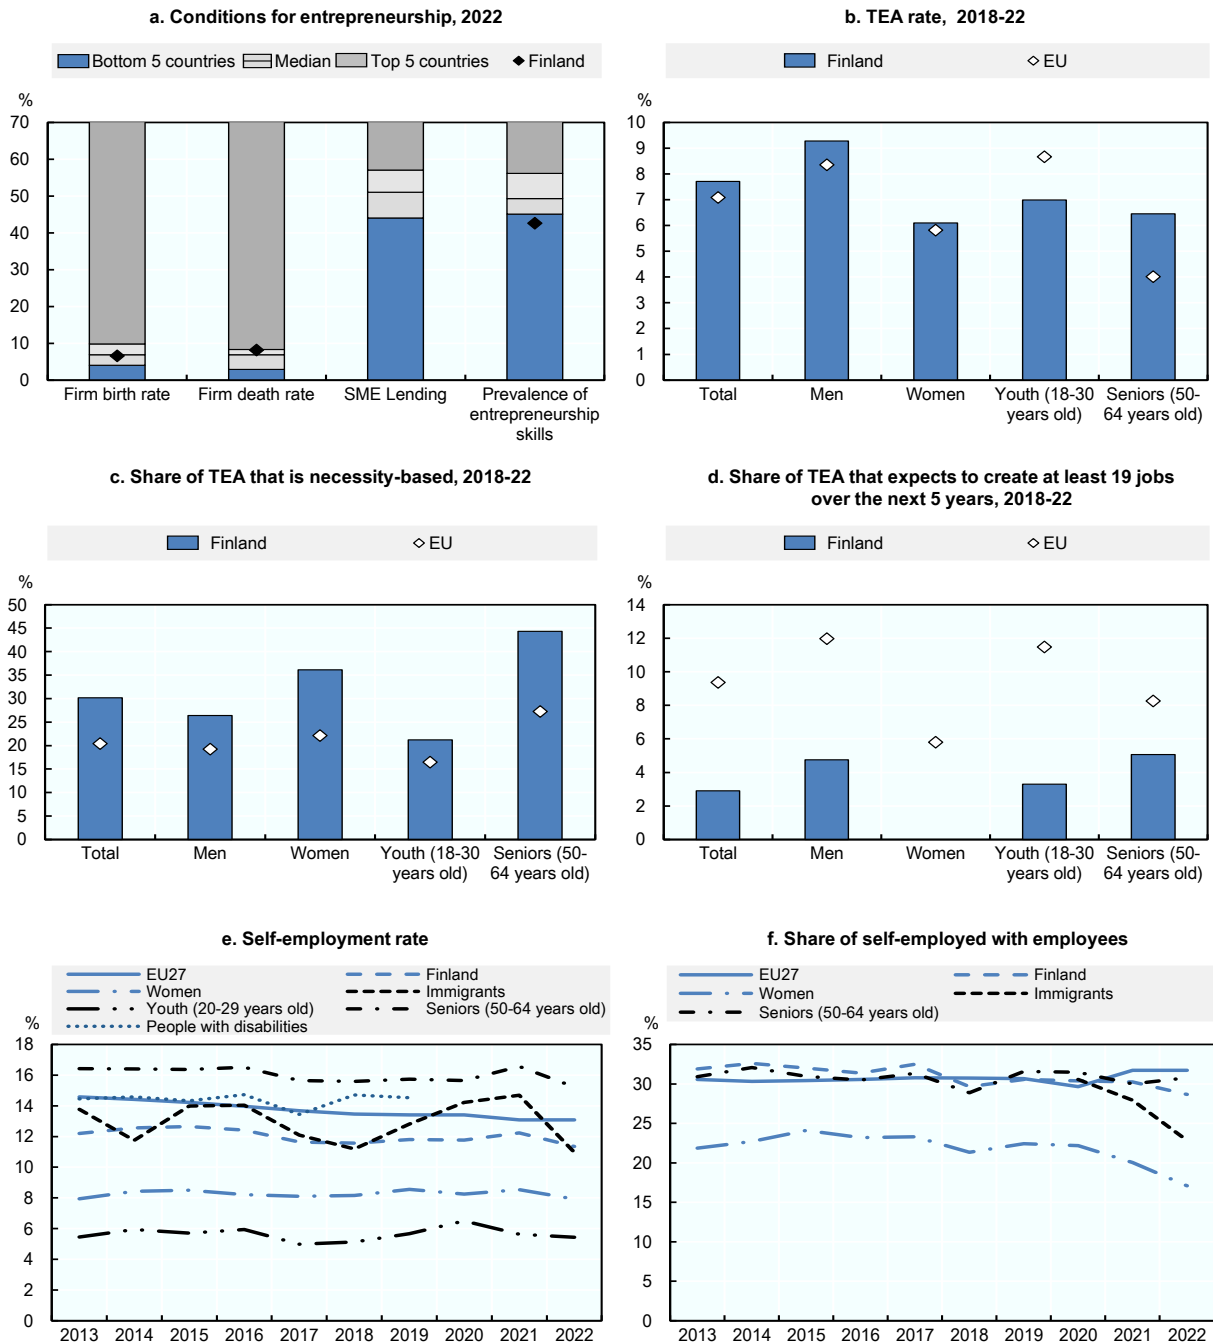 a. Conditions for entrepreneurship, 2022
Bottom 5 countries Median Top 5 countries Finland
%
70
60
50
40
30
20
10
0
Firm birth rate Firm death rate SME Lending Prevalence of
entrepreneurship
skills
b. TEA rate, 2018-22
Finland EU
%
10
9
8
7
6
5
4
3
2
1
0
Total Men Women Youth (18-30
years old) Seniors (50-
64 years old)
c. Share of TEA that is necessity-based, 2018-22
Finland EU
%
50
45
40
35
30
25
20
15
10
5
0
Total Men Women Youth (18-30
years old) Seniors (50-
64 years old)
d. Share of TEA that expects to create at least 19 jobs
over the next 5 years, 2018-22
Finland EU
%
14
12
10
8
6
4
2
0
Total Men Women Youth (18-30
years old) Seniors (50-
64 years old)
e. Self-employment rate
EU27 Finland
Women Immigrants
Youth (20-29 years old) Seniors (50-64 years old)
People with disabilities
%
18
16
14
12
10
8
6
4
2
0
2013 2014 2015 2016 2017 2018 2019 2020 2021 2022
f. Share of self-employed with employees
EU27 Finland
Women Immigrants
Seniors (50-64 years old)
%
35
30
25
20
15
10
5
0
2013 2014 2015 2016 2017 2018 2019 2020 2021 2022